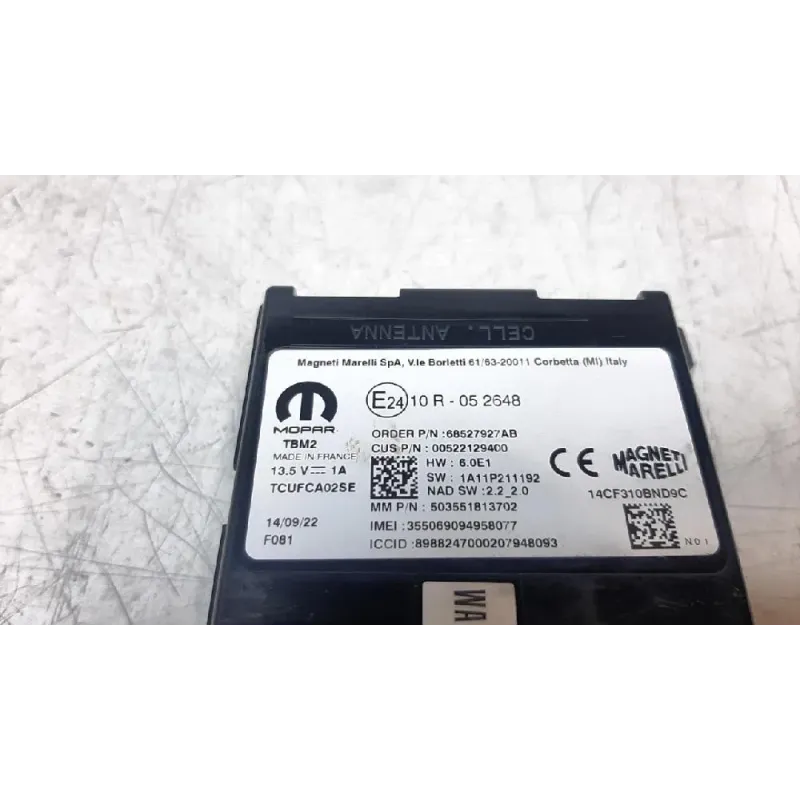 CELL. ANTENNA
Magneti Marelli SpA, V.le Borletti 61/63-20011 Corbetta (MI) Italy
MOPAR
TBM2
MADE IN FRANCE
13.5 V 1A
TCUFCA02SE
14/09/22
F081
E24 10 R - 05 2648
ORDER P/N :68527927AB
CUS P/N : 00522129400
HW : 6.0E1
SW : 1A11P211192
NAD SW :2.2_2.0
MM P/N : 503551813702
IMEI :355069094958077
ICCID :8988247000207948093
CE
MAGNETI
MARELLI
14CF310BND9C
N01
WA